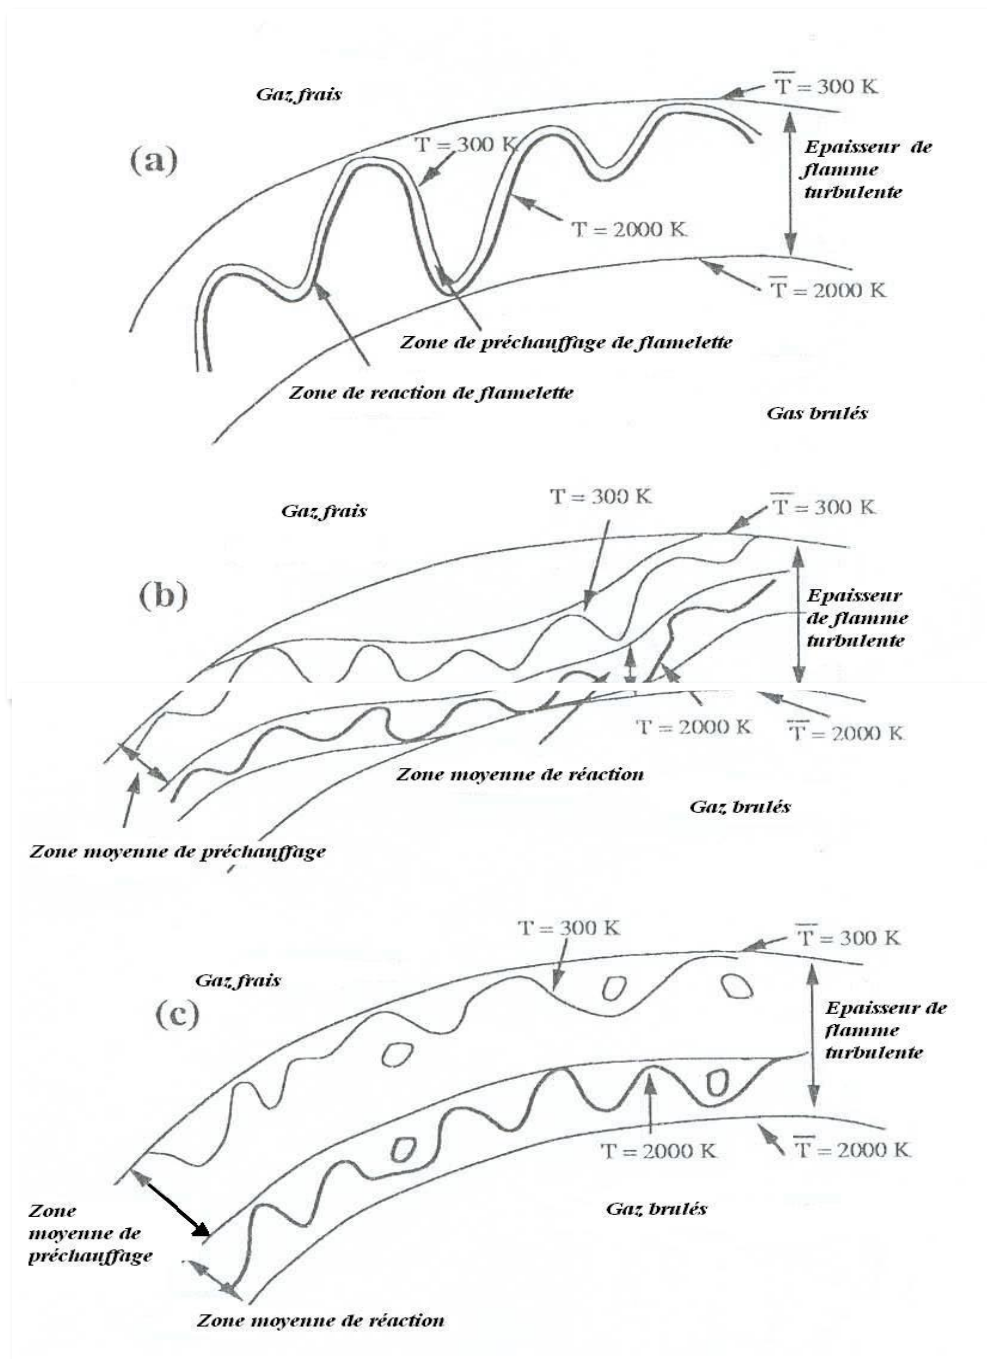 Gaz frais
T̅ = 300 K
(a)
T = 300 K
Epaisseur de
flamme
turbulente
T = 2000 K
T̅ = 2000 K
Zone de préchauffage de flamelette
Zone de reaction de flamelette
Gas brulés
Gaz frais
T = 300 K
T̅ = 300 K
(b)
Epaisseur
de flamme
turbulente
T = 2000 K
T̅ = 2000 K
Zone moyenne de réaction
Gaz brulés
Zone moyenne de préchauffage
T = 300 K
T̅ = 300 K
Gaz frais
(c)
Epaisseur de
flamme
turbulente
T = 2000 K
T̅ = 2000 K
Zone
moyenne de
préchauffage
Gaz brulés
Zone moyenne de réaction